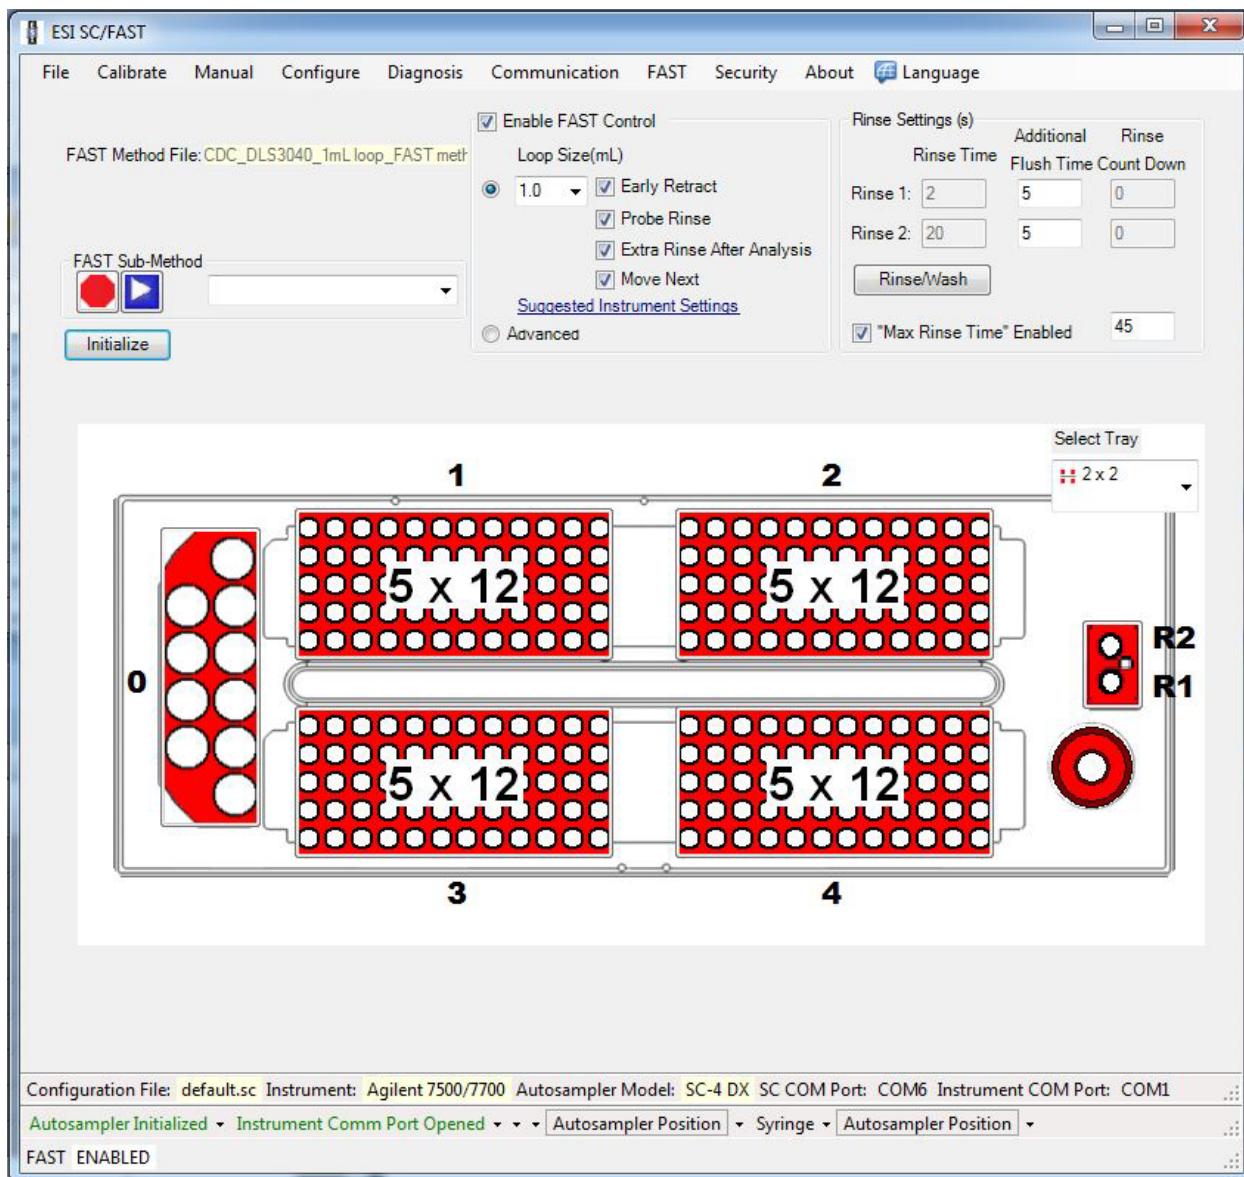 ESI SC/FAST
File Calibrate Manual Configure Diagnosis Communication FAST Security About Language
Enable FAST Control
Rinse Settings (s)
Additional Rinse
Rinse Time Flush Time Count Down
FAST Method File: CDC_DLS3040_1mL loop_FAST meth
Loop Size(mL)
1.0 Early Retract
Rinse 1: 2 5 0
Probe Rinse
Rinse 2: 20 5 0
Extra Rinse After Analysis
FAST Sub-Method
Move Next
Rinse/Wash
Suggested Instrument Settings
Advanced
"Max Rinse Time" Enabled 45
Initialize
Select Tray
2 x 2
1 2
5 x 12 5 x 12
R2
0
R1
5 x 12 5 x 12
3 4
Configuration File: default.sc Instrument: Agilent 7500/7700 Autosampler Model: SC-4 DX SC COM Port: COM6 Instrument COM Port: COM1
Autosampler Initialized Instrument Comm Port Opened Autosampler Position Syringe Autosampler Position
FAST ENABLED